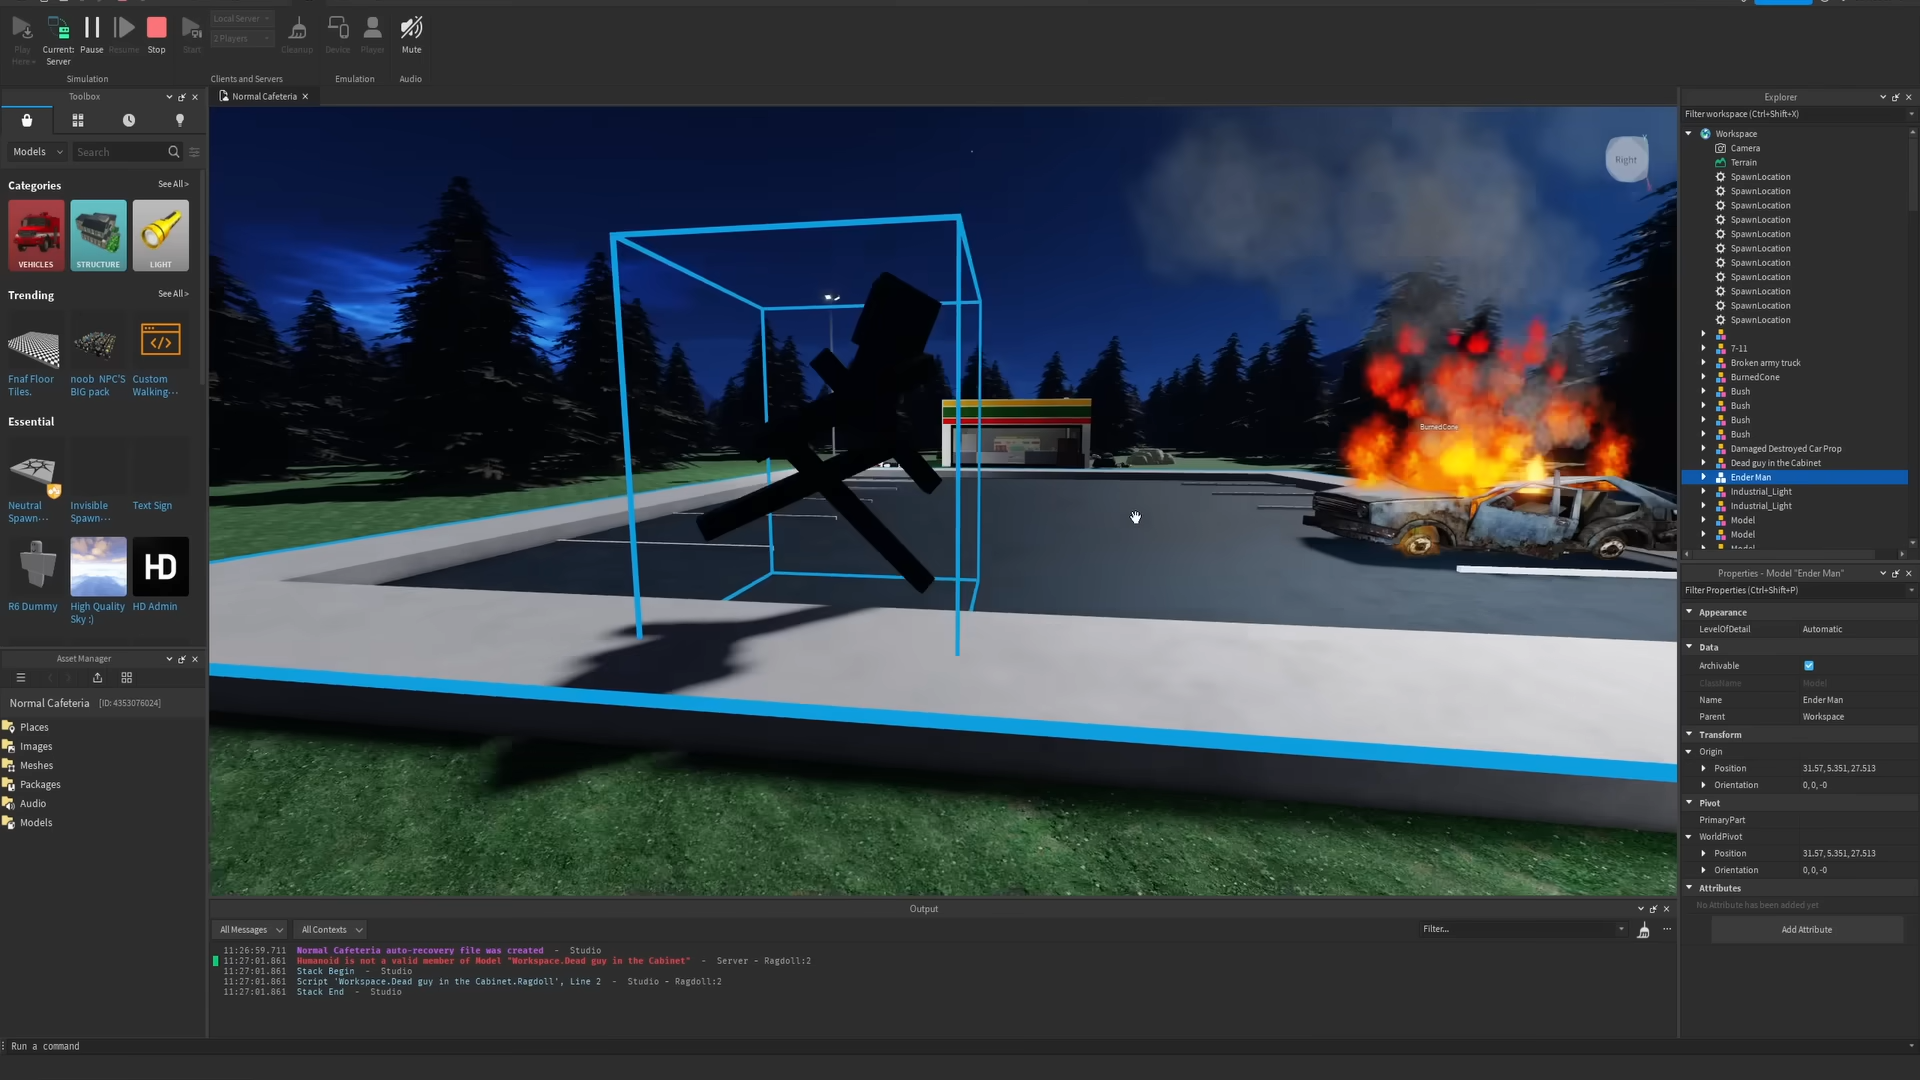 Play
Here
Current:
Server
Pause
Resume
Stop
Start
Local Server
2 Players
Cleanup
Device
Player
Mute
Simulation
Clients and Servers
Emulation
Audio
Toolbox
Models
Search
Categories
See All>
VEHICLES
STRUCTURE
LIGHT
Trending
See All>
Fnaf Floor
Tiles.
noob NPC'S
BIG pack
Custom
Walking···
Essential
Neutral
Spawn···
Invisible
Spawn···
Text Sign
R6 Dummy
High Quality
Sky :)
HD
HD Admin
Asset Manager
Normal Cafeteria [ID: 4353076024]
Places
Images
Meshes
Packages
Audio
Models
Normal Cafeteria
Right
BurnedCone
Output
All Messages
All Contexts
Filter...
11:26:59.711 Normal Cafeteria auto-recovery file was created - Studio
11:27:01.861 Humanoid is not a valid member of Model "Workspace.Dead guy in the Cabinet" - Server - Ragdoll:2
11:27:01.861 Stack Begin - Studio
11:27:01.861 Script 'Workspace.Dead guy in the Cabinet.Ragdoll', Line 2 - Studio - Ragdoll:2
11:27:01.861 Stack End - Studio
Run a command
Explorer
Filter workspace (Ctrl+Shift+X)
Workspace
Camera
Terrain
SpawnLocation
SpawnLocation
SpawnLocation
SpawnLocation
SpawnLocation
SpawnLocation
SpawnLocation
SpawnLocation
SpawnLocation
SpawnLocation
SpawnLocation
7-11
Broken army truck
BurnedCone
Bush
Bush
Bush
Bush
Damaged Destroyed Car Prop
Dead guy in the Cabinet
Ender Man
Industrial_Light
Industrial_Light
Model
Model
Model
Properties - Model "Ender Man"
Filter Properties (Ctrl+Shift+P)
Appearance
LevelOfDetail Automatic
Data
Archivable
ClassName Model
Name Ender Man
Parent Workspace
Transform
Origin
Position 31.57, 5.351, 27.513
Orientation 0, 0, -0
Pivot
PrimaryPart
WorldPivot
Position 31.57, 5.351, 27.513
Orientation 0, 0, -0
Attributes
No Attribute has been added yet
Add Attribute